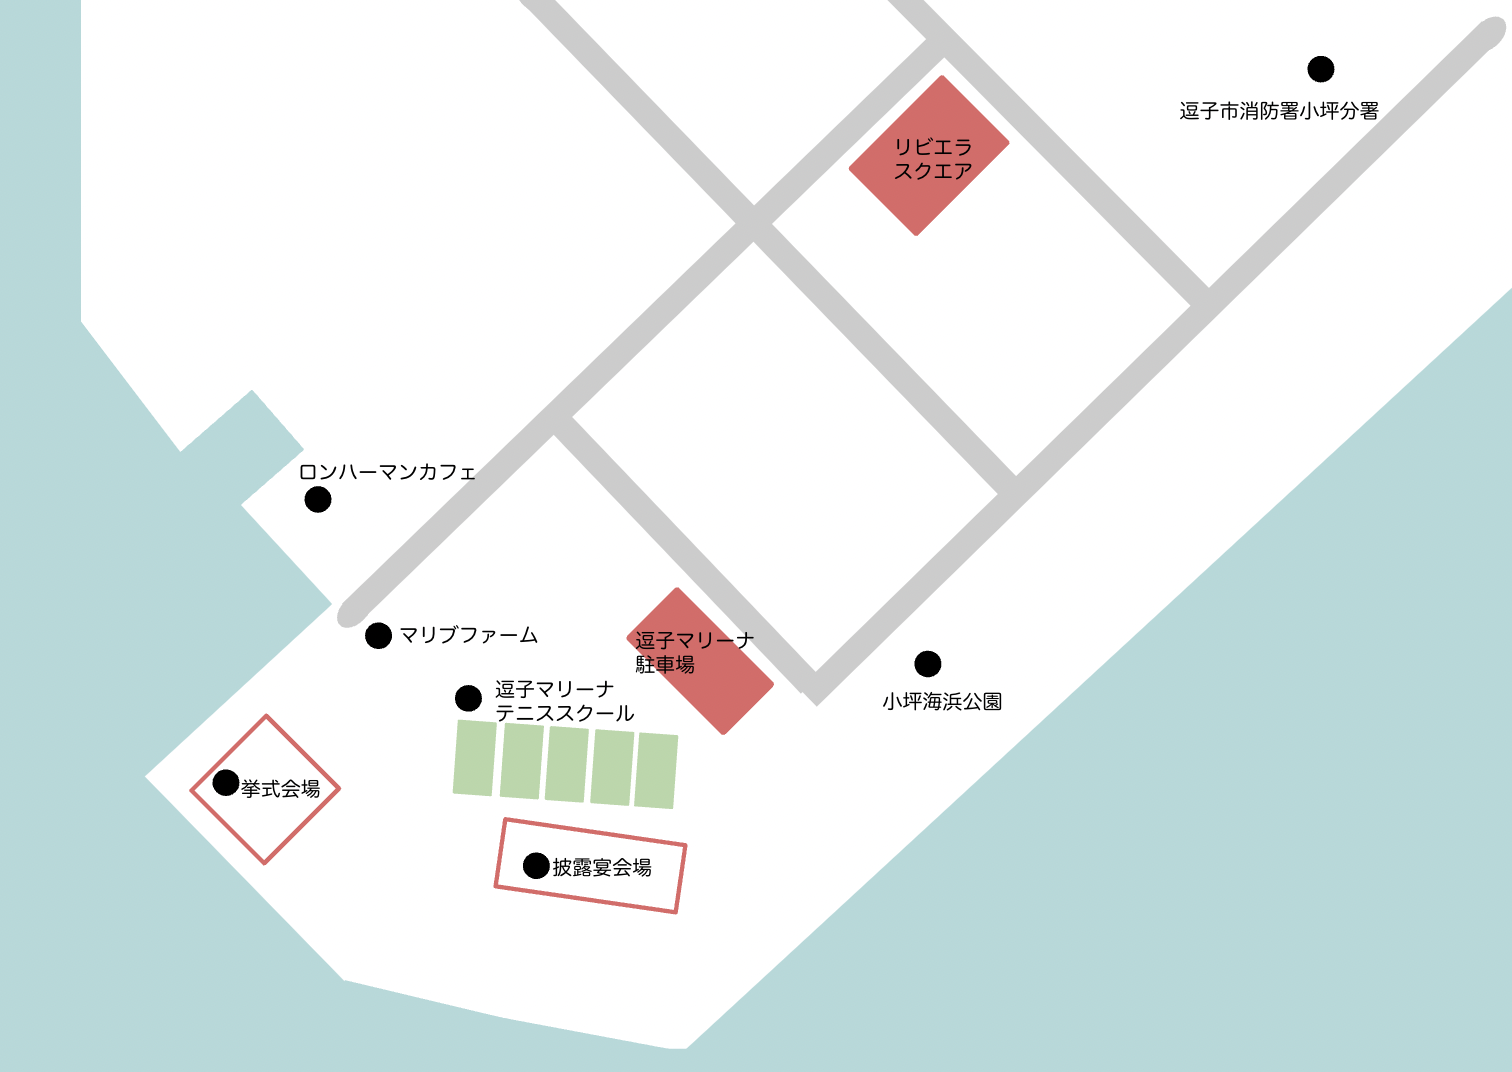 逗子市消防署小坪分署
リビエラ
スクエア
ロンハーマンカフェ
マリブファーム
逗子マリーナ
駐車場
逗子マリーナ
テニススクール
小坪海浜公園
挙式会場
披露宴会場